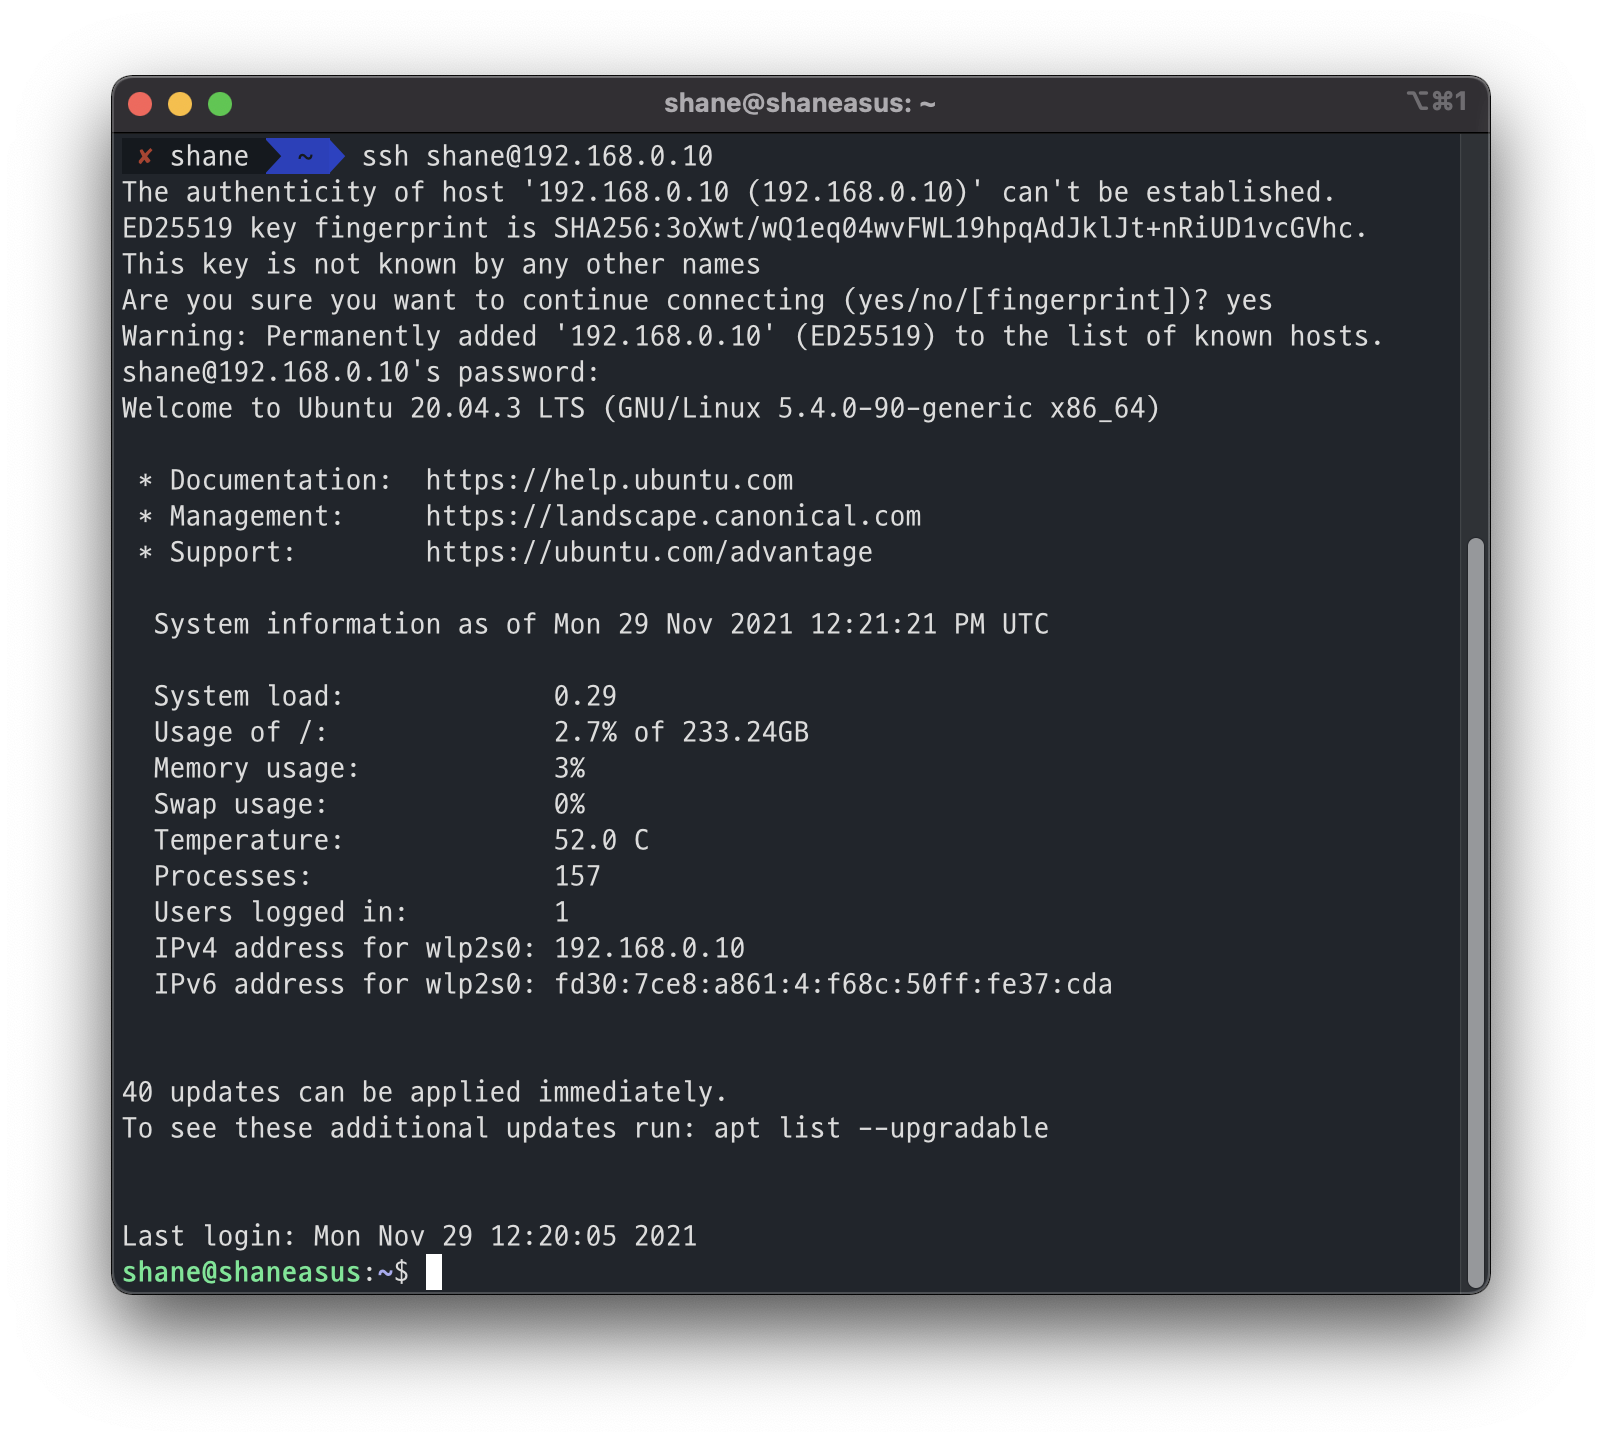 shane@shaneasus: ~
⌥⌘1
✘ shane ~ ssh shane@192.168.0.10
The authenticity of host '192.168.0.10 (192.168.0.10)' can't be established.
ED25519 key fingerprint is SHA256:3oXwt/wQ1eq04wvFWL19hpqAdJklJt+nRiUD1vcGVhc.
This key is not known by any other names
Are you sure you want to continue connecting (yes/no/[fingerprint])? yes
Warning: Permanently added '192.168.0.10' (ED25519) to the list of known hosts.
shane@192.168.0.10's password:
Welcome to Ubuntu 20.04.3 LTS (GNU/Linux 5.4.0-90-generic x86_64)
* Documentation:  https://help.ubuntu.com
* Management:     https://landscape.canonical.com
* Support:        https://ubuntu.com/advantage
System information as of Mon 29 Nov 2021 12:21:21 PM UTC
System load:             0.29
Usage of /:              2.7% of 233.24GB
Memory usage:            3%
Swap usage:              0%
Temperature:             52.0 C
Processes:               157
Users logged in:         1
IPv4 address for wlp2s0: 192.168.0.10
IPv6 address for wlp2s0: fd30:7ce8:a861:4:f68c:50ff:fe37:cda
40 updates can be applied immediately.
To see these additional updates run: apt list --upgradable
Last login: Mon Nov 29 12:20:05 2021
shane@shaneasus:~$